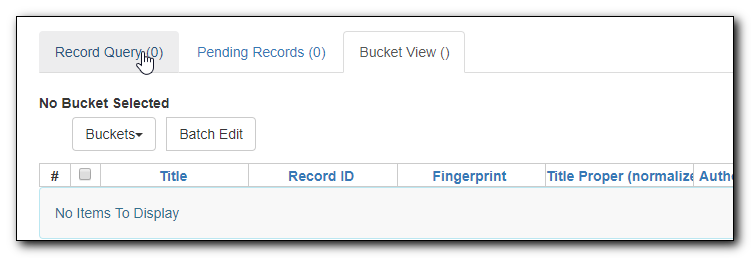 Record Query (0) Pending Records (0) Bucket View ()
No Bucket Selected
Buckets Batch Edit
# Title Record ID Fingerprint Title Proper (normalize Autho
No Items To Display